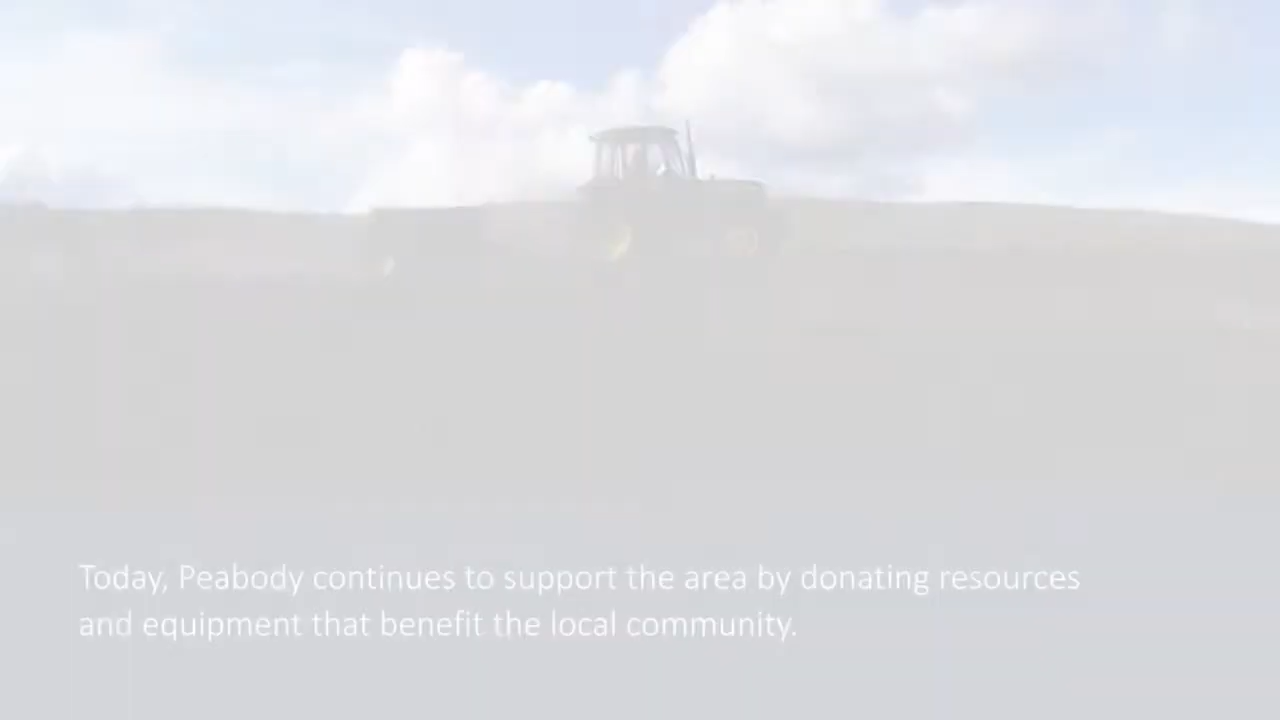 Today, Peabody continues to support the area by donating resources
and equipment that benefit the local community.